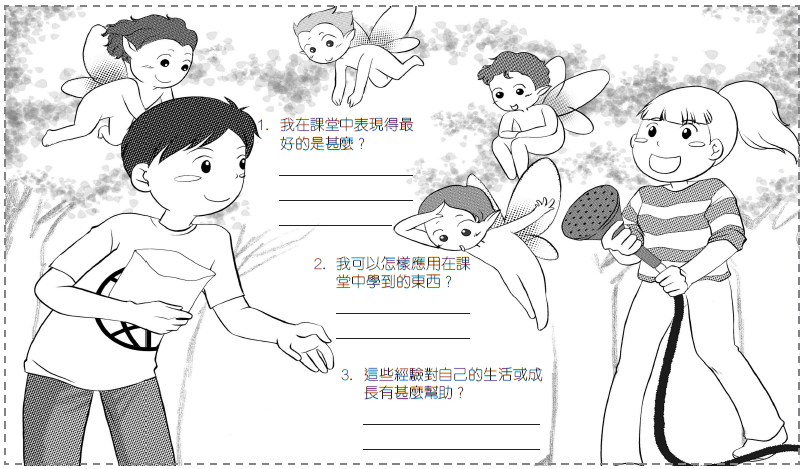 1. 我在課堂中表現得最
好的是甚麼？
2. 我可以怎樣應用在課
堂中學到的東西？
3. 這些經驗對自己的生活或成
長有甚麼幫助？